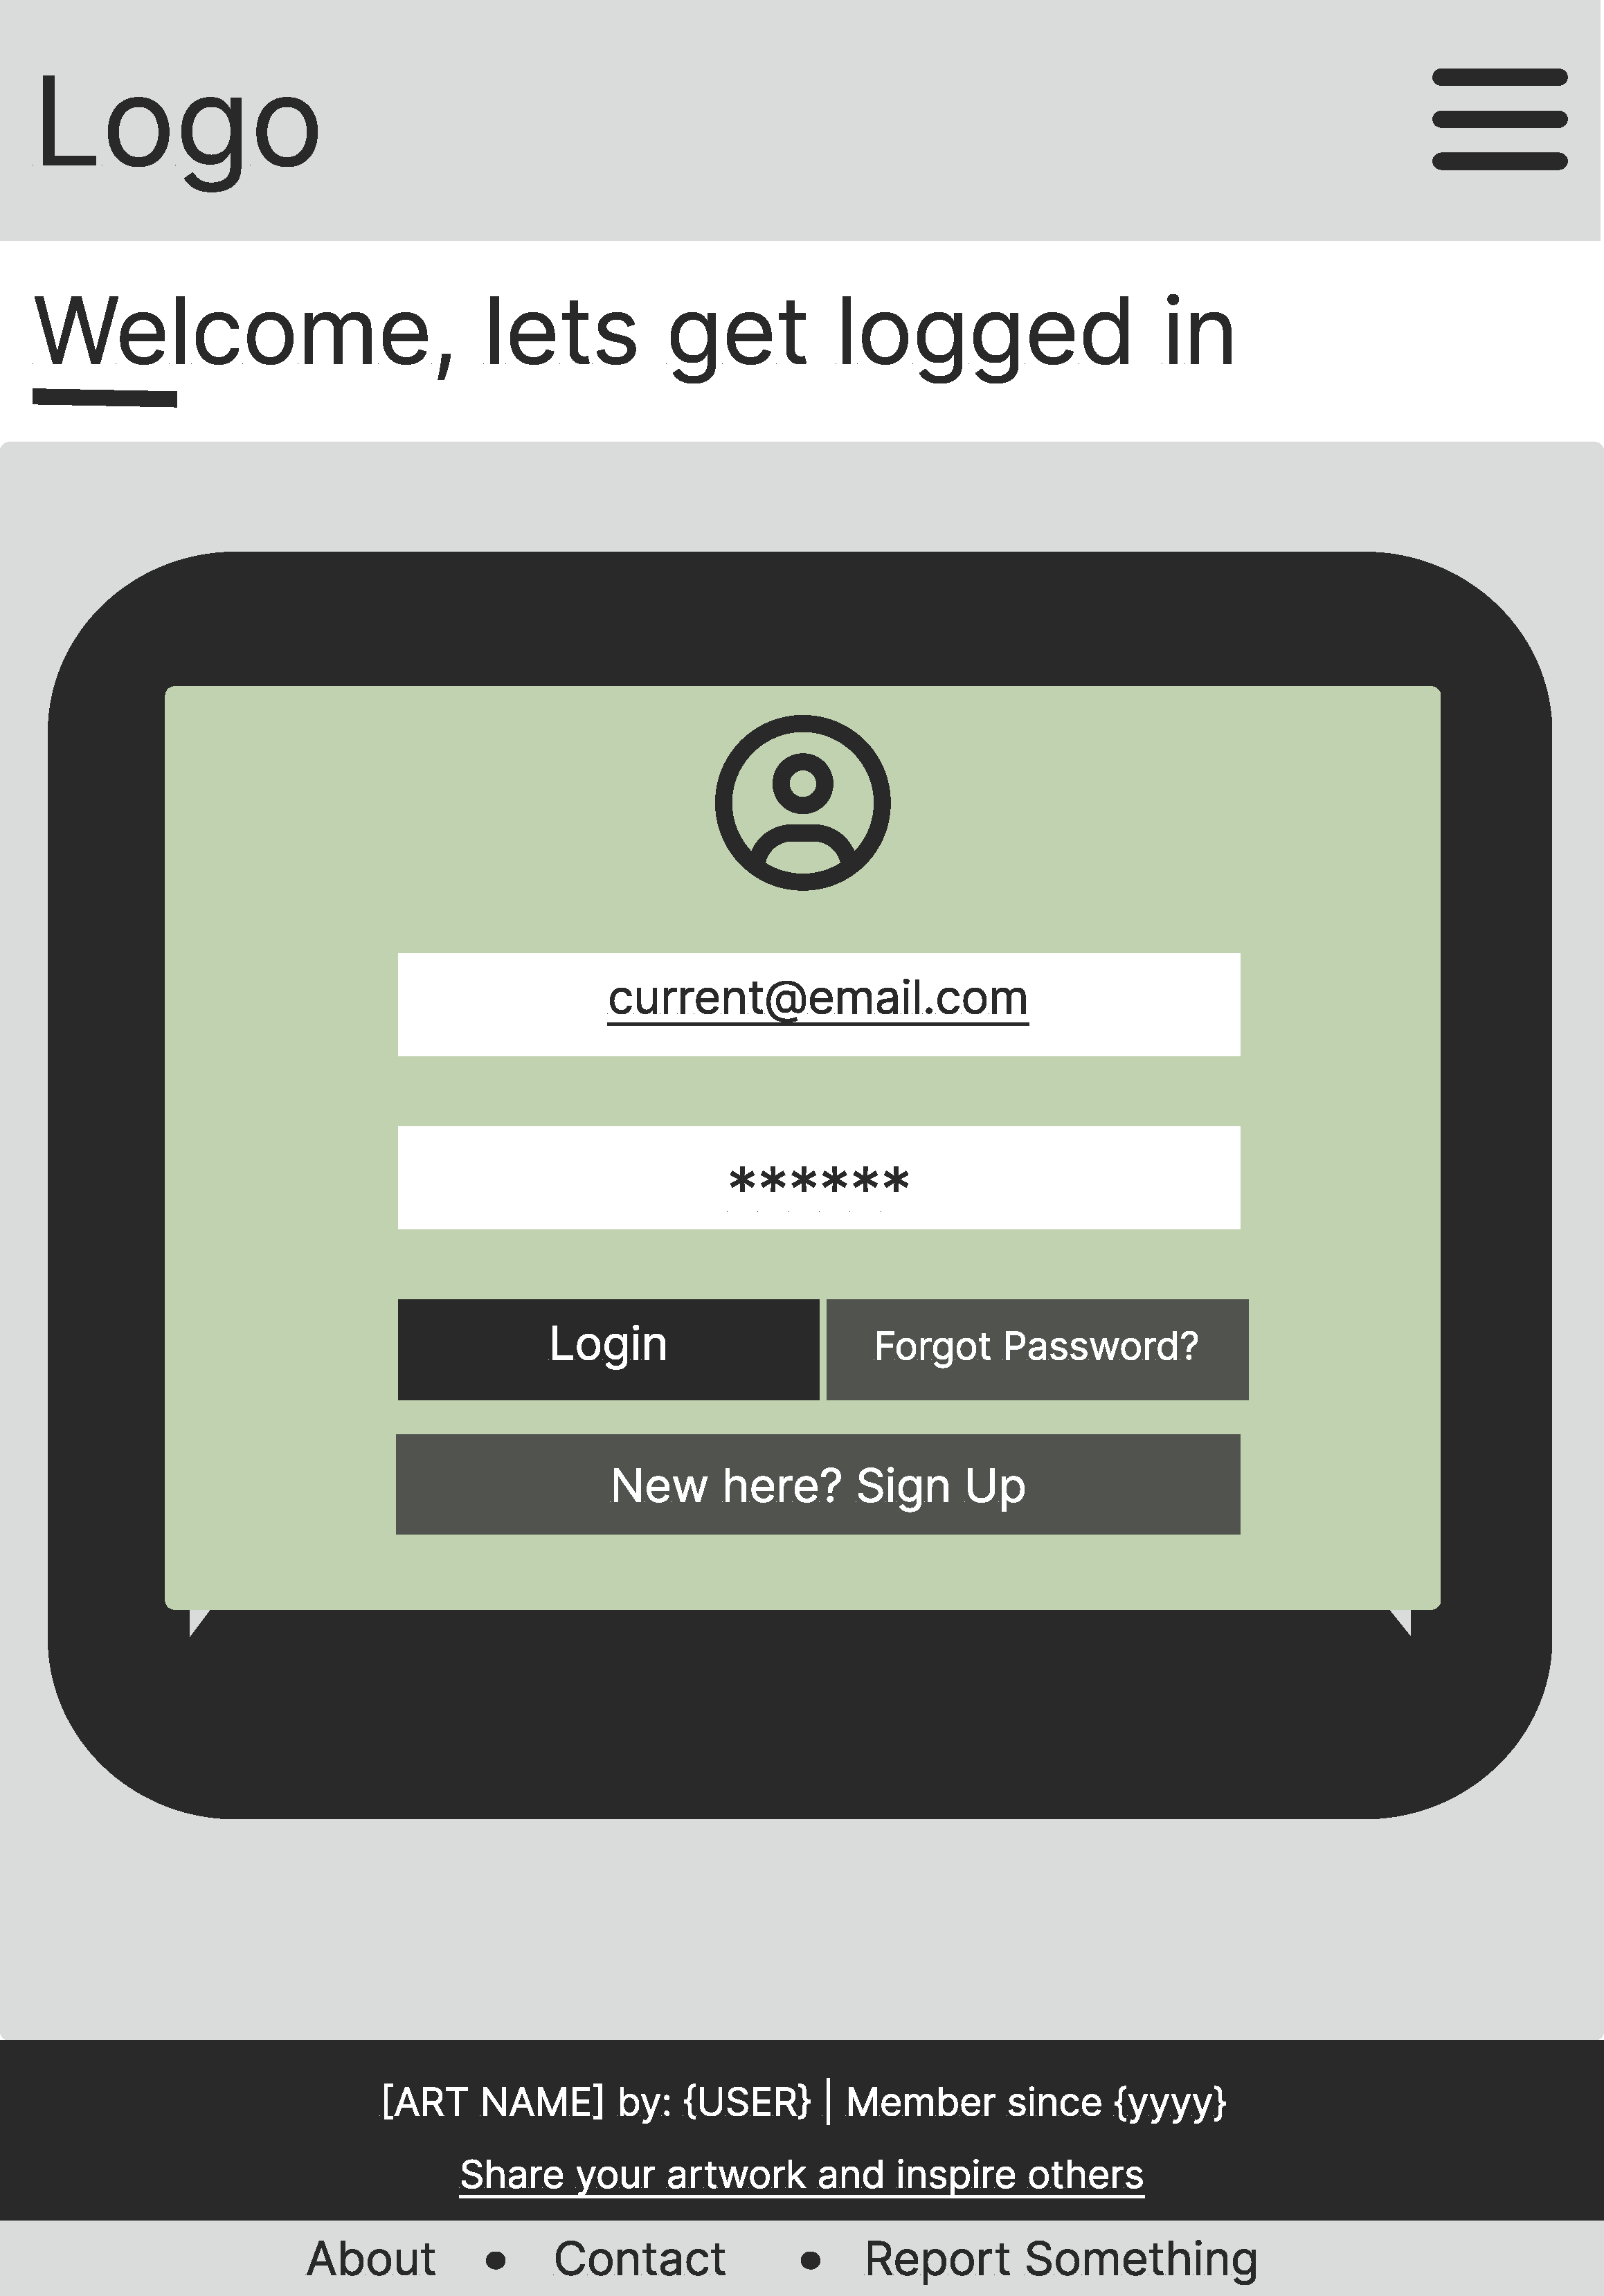 Logo
Welcome, lets get logged in
current@email.com
******
Login
Forgot Password?
New here? Sign Up
[ART NAME] by: {USER} | Member since {yyyy}
Share your artwork and inspire others
About • Contact • Report Something